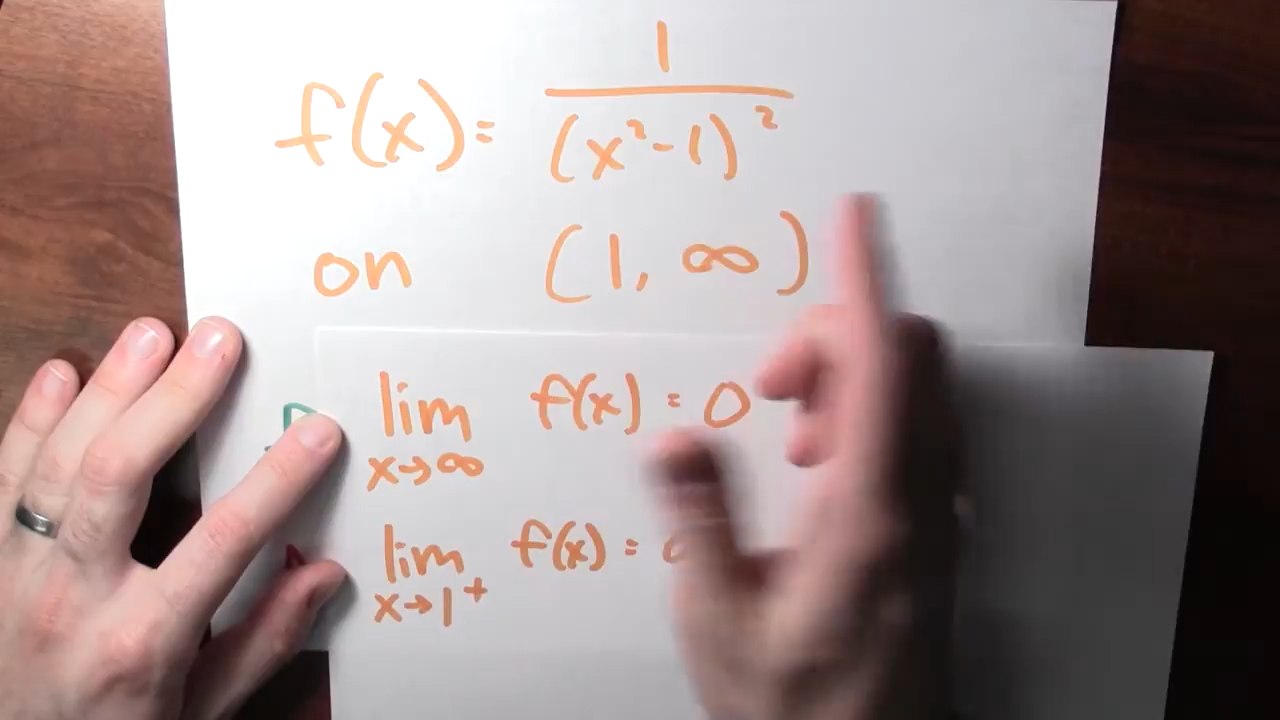 f(x) = 1/(x²-1)²
on (1, ∞)
lim x→∞ f(x) = 0
lim x→1⁺ f(x) =